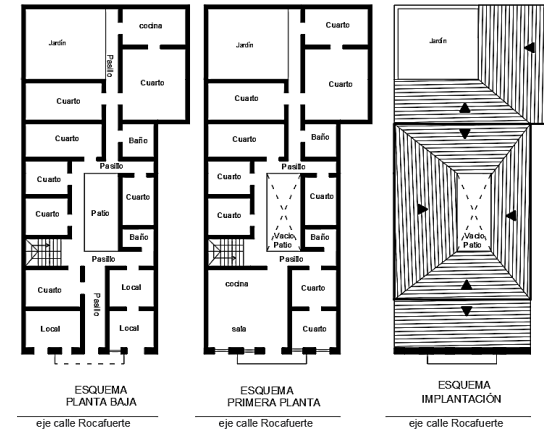 cocina
Jardín
Pasillo
Cuarto
Cuarto
Cuarto
Baño
Pasillo
Cuarto
Patio
Cuarto
Cuarto
Baño
Pasillo
Cuarto
Pasillo
Local
Local
Local
ESQUEMA
PLANTA BAJA
eje calle Rocafuerte
Cuarto
Jardín
Cuarto
Cuarto
Cuarto
Baño
Pasillo
Cuarto
Cuarto
Cuarto
Vacio
Patio
Baño
Pasillo
cocina
Cuarto
sala
Cuarto
ESQUEMA
PRIMERA PLANTA
eje calle Rocafuerte
Jardín
Vacio
Patio
ESQUEMA
IMPLANTACIÓN
eje calle Rocafuerte